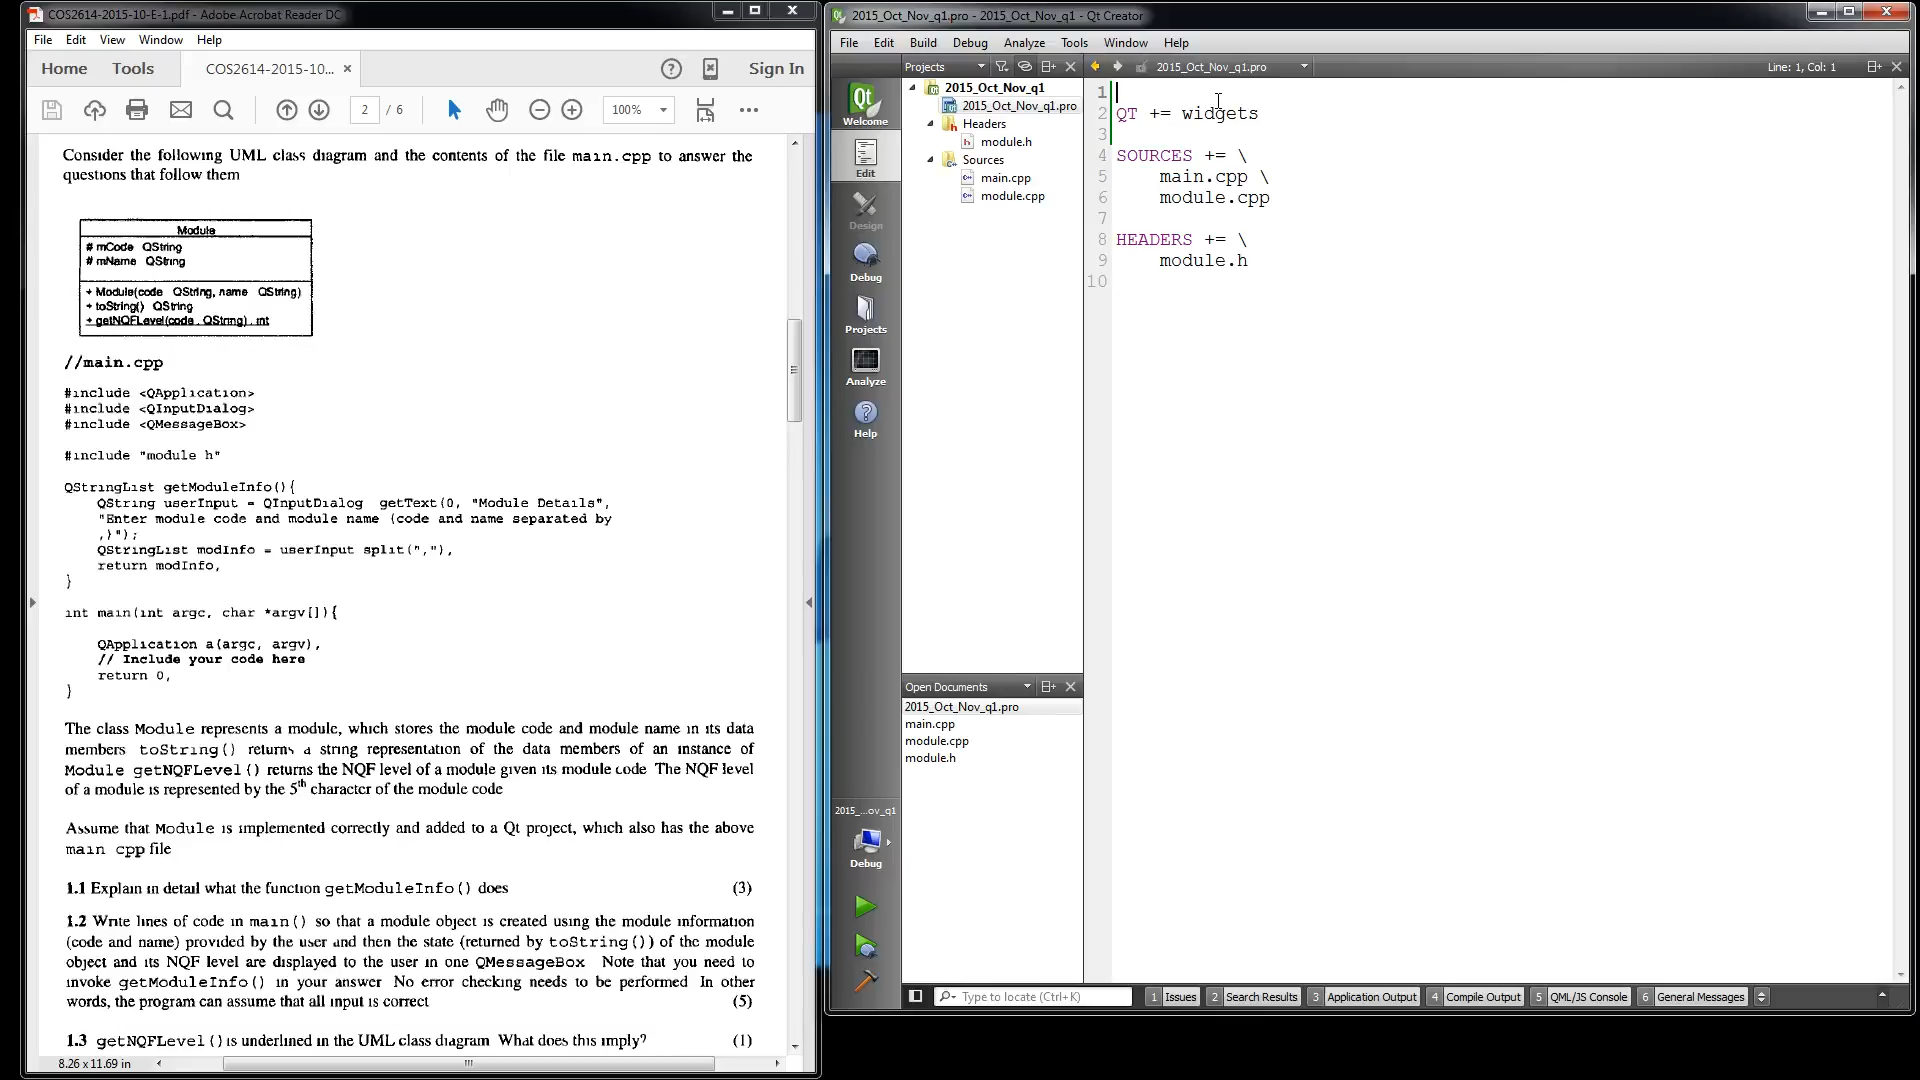 COS2614-2015-10-E-1.pdf - Adobe Acrobat Reader DC
File Edit View Window Help
Home Tools COS2614-2015-10... × Sign In
2 / 6 100%
Consider the following UML class diagram and the contents of the file main.cpp to answer the
questions that follow them
Module
# mCode QString
# mName QString
+ Module(code QString, name QString)
+ toString() QString
+ getNQFLevel(code . QString) . int
//main.cpp
#include <QApplication>
#include <QInputDialog>
#include <QMessageBox>
#include "module h"
QStringList getModuleInfo(){
QString userInput = QInputDialog getText(0, "Module Details",
"Enter module code and module name (code and name separated by
,)");
QStringList modInfo = userInput split(","),
return modInfo,
}
int main(int argc, char *argv[]){
QApplication a(argc, argv),
// Include your code here
return 0,
}
The class Module represents a module, which stores the module code and module name in its data
members toString() returns a string representation of the data members of an instance of
Module getNQFLevel() returns the NQF level of a module given its module code The NQF level
of a module is represented by the 5th character of the module code
Assume that Module is implemented correctly and added to a Qt project, which also has the above
main cpp file
1.1 Explain in detail what the function getModuleInfo() does (3)
1.2 Write lines of code in main() so that a module object is created using the module information
(code and name) provided by the user and then the state (returned by toString()) of the module
object and its NQF level are displayed to the user in one QMessageBox Note that you need to
invoke getModuleInfo() in your answer No error checking needs to be performed In other
words, the program can assume that all input is correct (5)
1.3 getNQFLevel() is underlined in the UML class diagram What does this imply? (1)
8.26 x 11.69 in
2015_Oct_Nov_q1.pro - 2015_Oct_Nov_q1 - Qt Creator
File Edit Build Debug Analyze Tools Window Help
Projects
2015_Oct_Nov_q1.pro
Line: 1, Col: 1
Qt
Welcome
Edit
Design
Debug
Projects
Analyze
Help
2015_Oct_Nov_q1
2015_Oct_Nov_q1.pro
Headers
module.h
Sources
main.cpp
module.cpp
1
2 QT += widgets
3
4 SOURCES += \
5 main.cpp \
6 module.cpp
7
8 HEADERS += \
9 module.h
10
Open Documents
2015_Oct_Nov_q1.pro
main.cpp
module.cpp
module.h
2015_...ov_q1
Debug
Type to locate (Ctrl+K) 1 Issues 2 Search Results 3 Application Output 4 Compile Output 5 QML/JS Console 6 General Messages